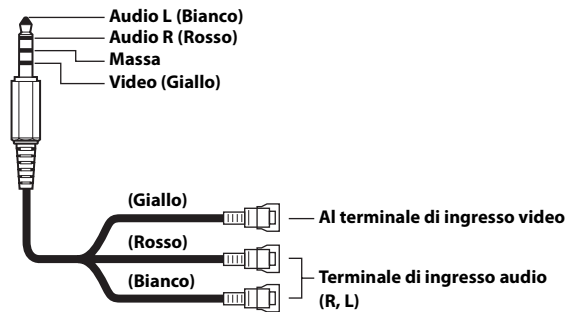 Audio L (Bianco)
Audio R (Rosso)
Massa
Video (Giallo)
(Giallo)
Al terminale di ingresso video
(Rosso)
(Bianco)
Terminale di ingresso audio
(R, L)